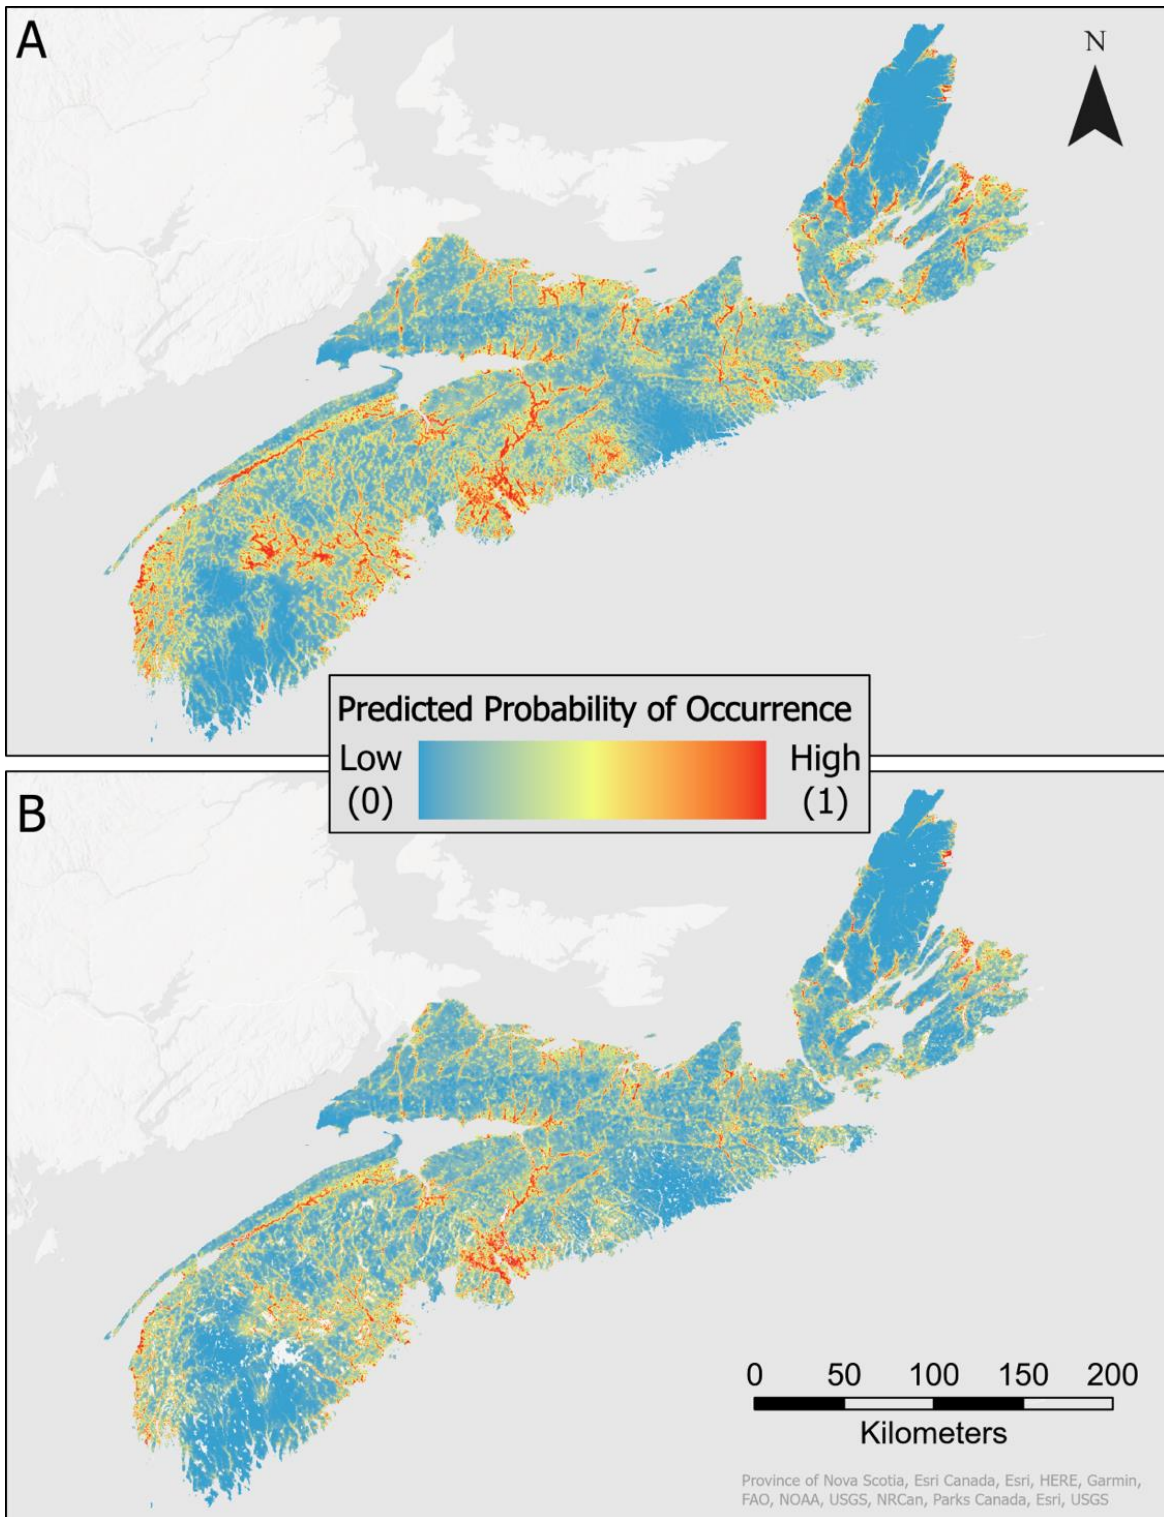 A
N
Predicted Probability of Occurrence
Low High
(0) (1)
B
0 50 100 150 200
Kilometers
Province of Nova Scotia, Esri Canada, Esri, HERE, Garmin,
FAO, NOAA, USGS, NRCan, Parks Canada, Esri, USGS